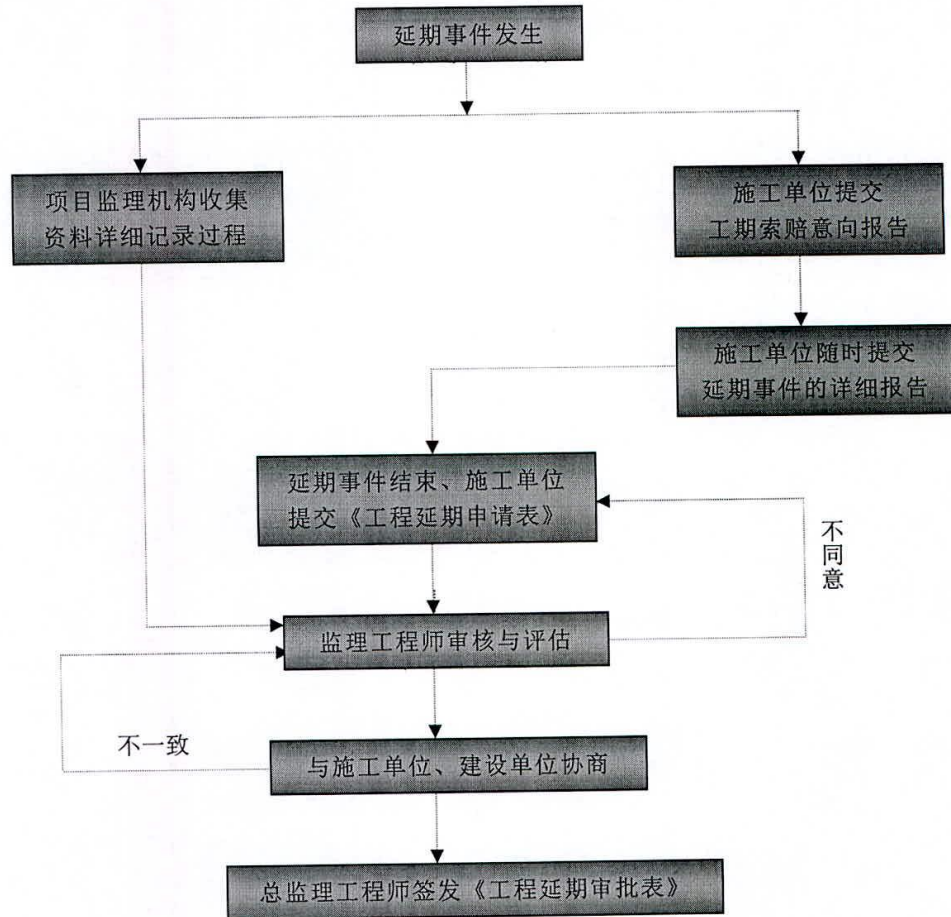 延期事件发生
项目监理机构收集
资料详细记录过程
施工单位提交
工期索赔意向报告
施工单位随时提交
延期事件的详细报告
延期事件结束、施工单位
提交《工程延期申请表》
不同意
监理工程师审核与评估
不一致
与施工单位、建设单位协商
总监理工程师签发《工程延期审批表》